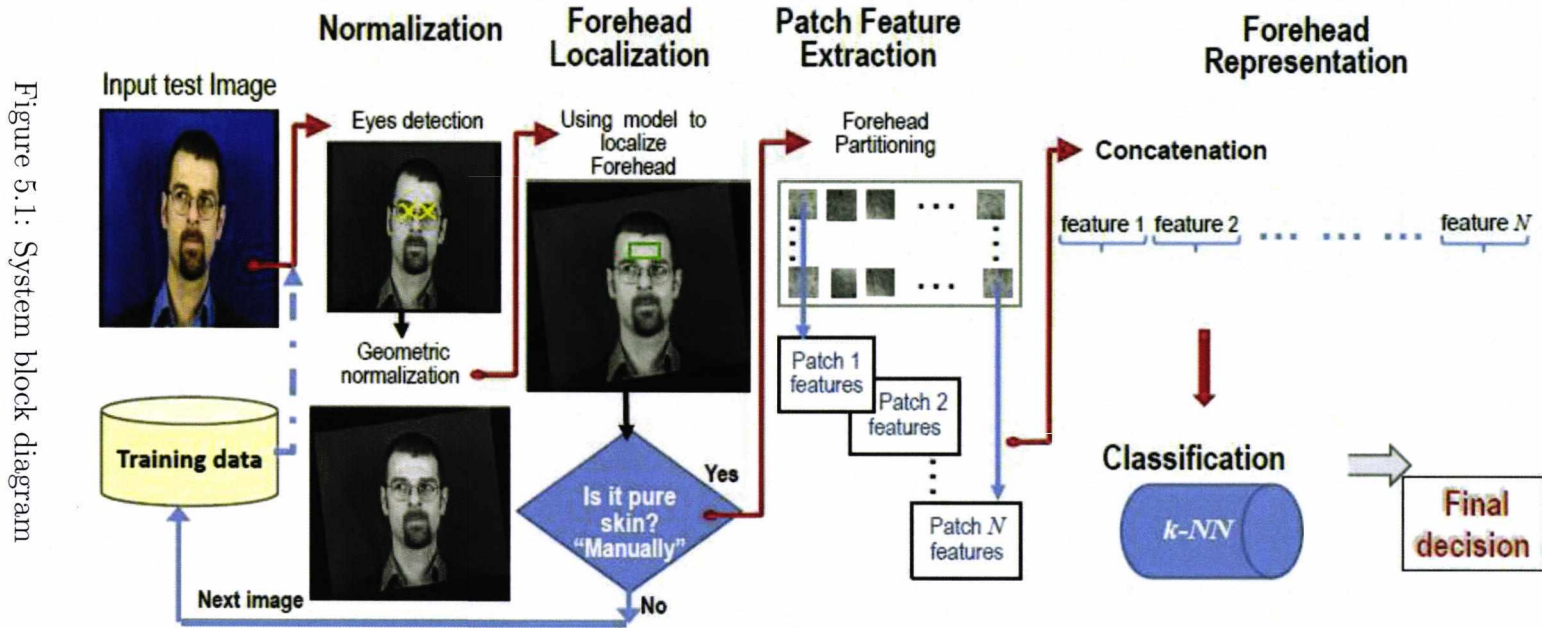 Figure 5.1: System block diagram
Input test Image
Training data
Next image
Normalization
Eyes detection
Geometric
normalization
Forehead
Localization
Using model to
localize
Forehead
Is it pure
skin?
“Manually”
Yes
No
Patch Feature
Extraction
Forehead
Partitioning
Patch 1
features
Patch 2
features
Patch N
features
Forehead
Representation
Concatenation
feature 1 feature 2 feature N
Classification
k-NN
Final
decision